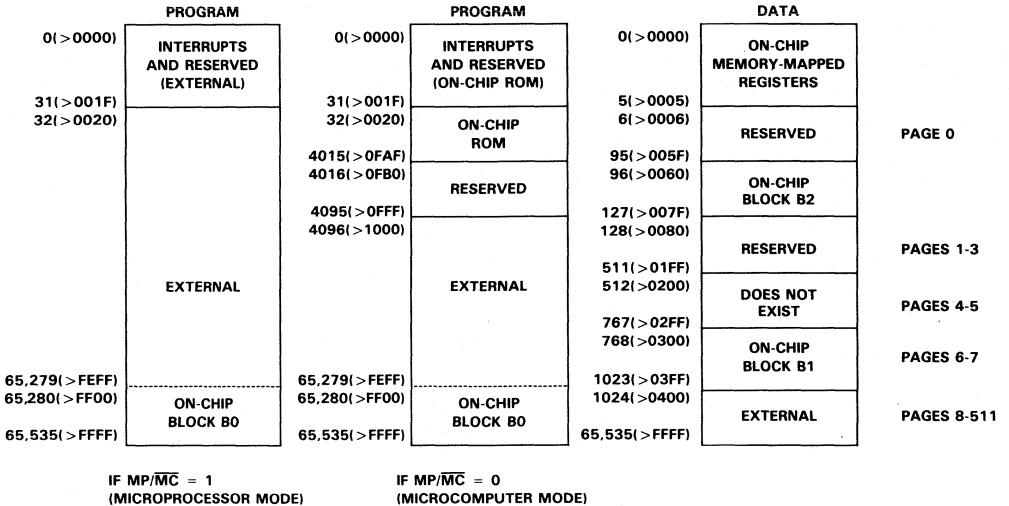 PROGRAM
0(>0000)
INTERRUPTS
AND RESERVED
(EXTERNAL)
31(>001F)
32(>0020)
EXTERNAL
65,279(>FEFF)
65,280(>FF00)
ON-CHIP
BLOCK B0
65,535(>FFFF)
IF MP/M̅C̅ = 1
(MICROPROCESSOR MODE)
PROGRAM
0(>0000)
INTERRUPTS
AND RESERVED
(ON-CHIP ROM)
31(>001F)
32(>0020)
ON-CHIP
ROM
4015(>0FAF)
4016(>0FB0)
RESERVED
4095(>0FFF)
4096(>1000)
EXTERNAL
65,279(>FEFF)
65,280(>FF00)
ON-CHIP
BLOCK B0
65,535(>FFFF)
IF MP/M̅C̅ = 0
(MICROCOMPUTER MODE)
DATA
0(>0000)
ON-CHIP
MEMORY-MAPPED
REGISTERS
5(>0005)
6(>0006)
RESERVED
PAGE 0
95(>005F)
96(>0060)
ON-CHIP
BLOCK B2
127(>007F)
128(>0080)
RESERVED
PAGES 1-3
511(>01FF)
512(>0200)
DOES NOT
EXIST
PAGES 4-5
767(>02FF)
768(>0300)
ON-CHIP
BLOCK B1
PAGES 6-7
1023(>03FF)
1024(>0400)
EXTERNAL
PAGES 8-511
65,535(>FFFF)